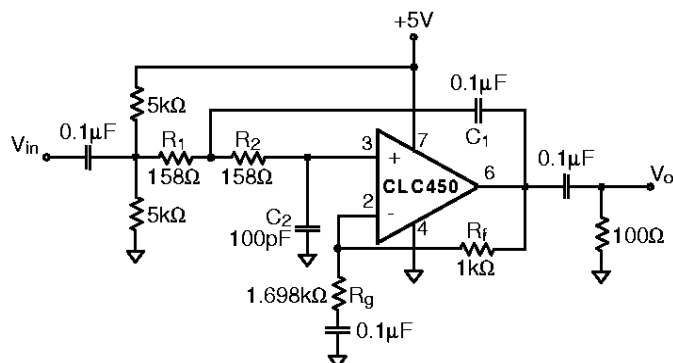 +5V
5kΩ
0.1μF
C1
Vin
0.1μF
R1
158Ω
R2
158Ω
3
+
7
CLC450
6
0.1μF
Vo
2
-
4
5kΩ
C2
100pF
Rf
1kΩ
100Ω
1.698kΩ
Rg
0.1μF